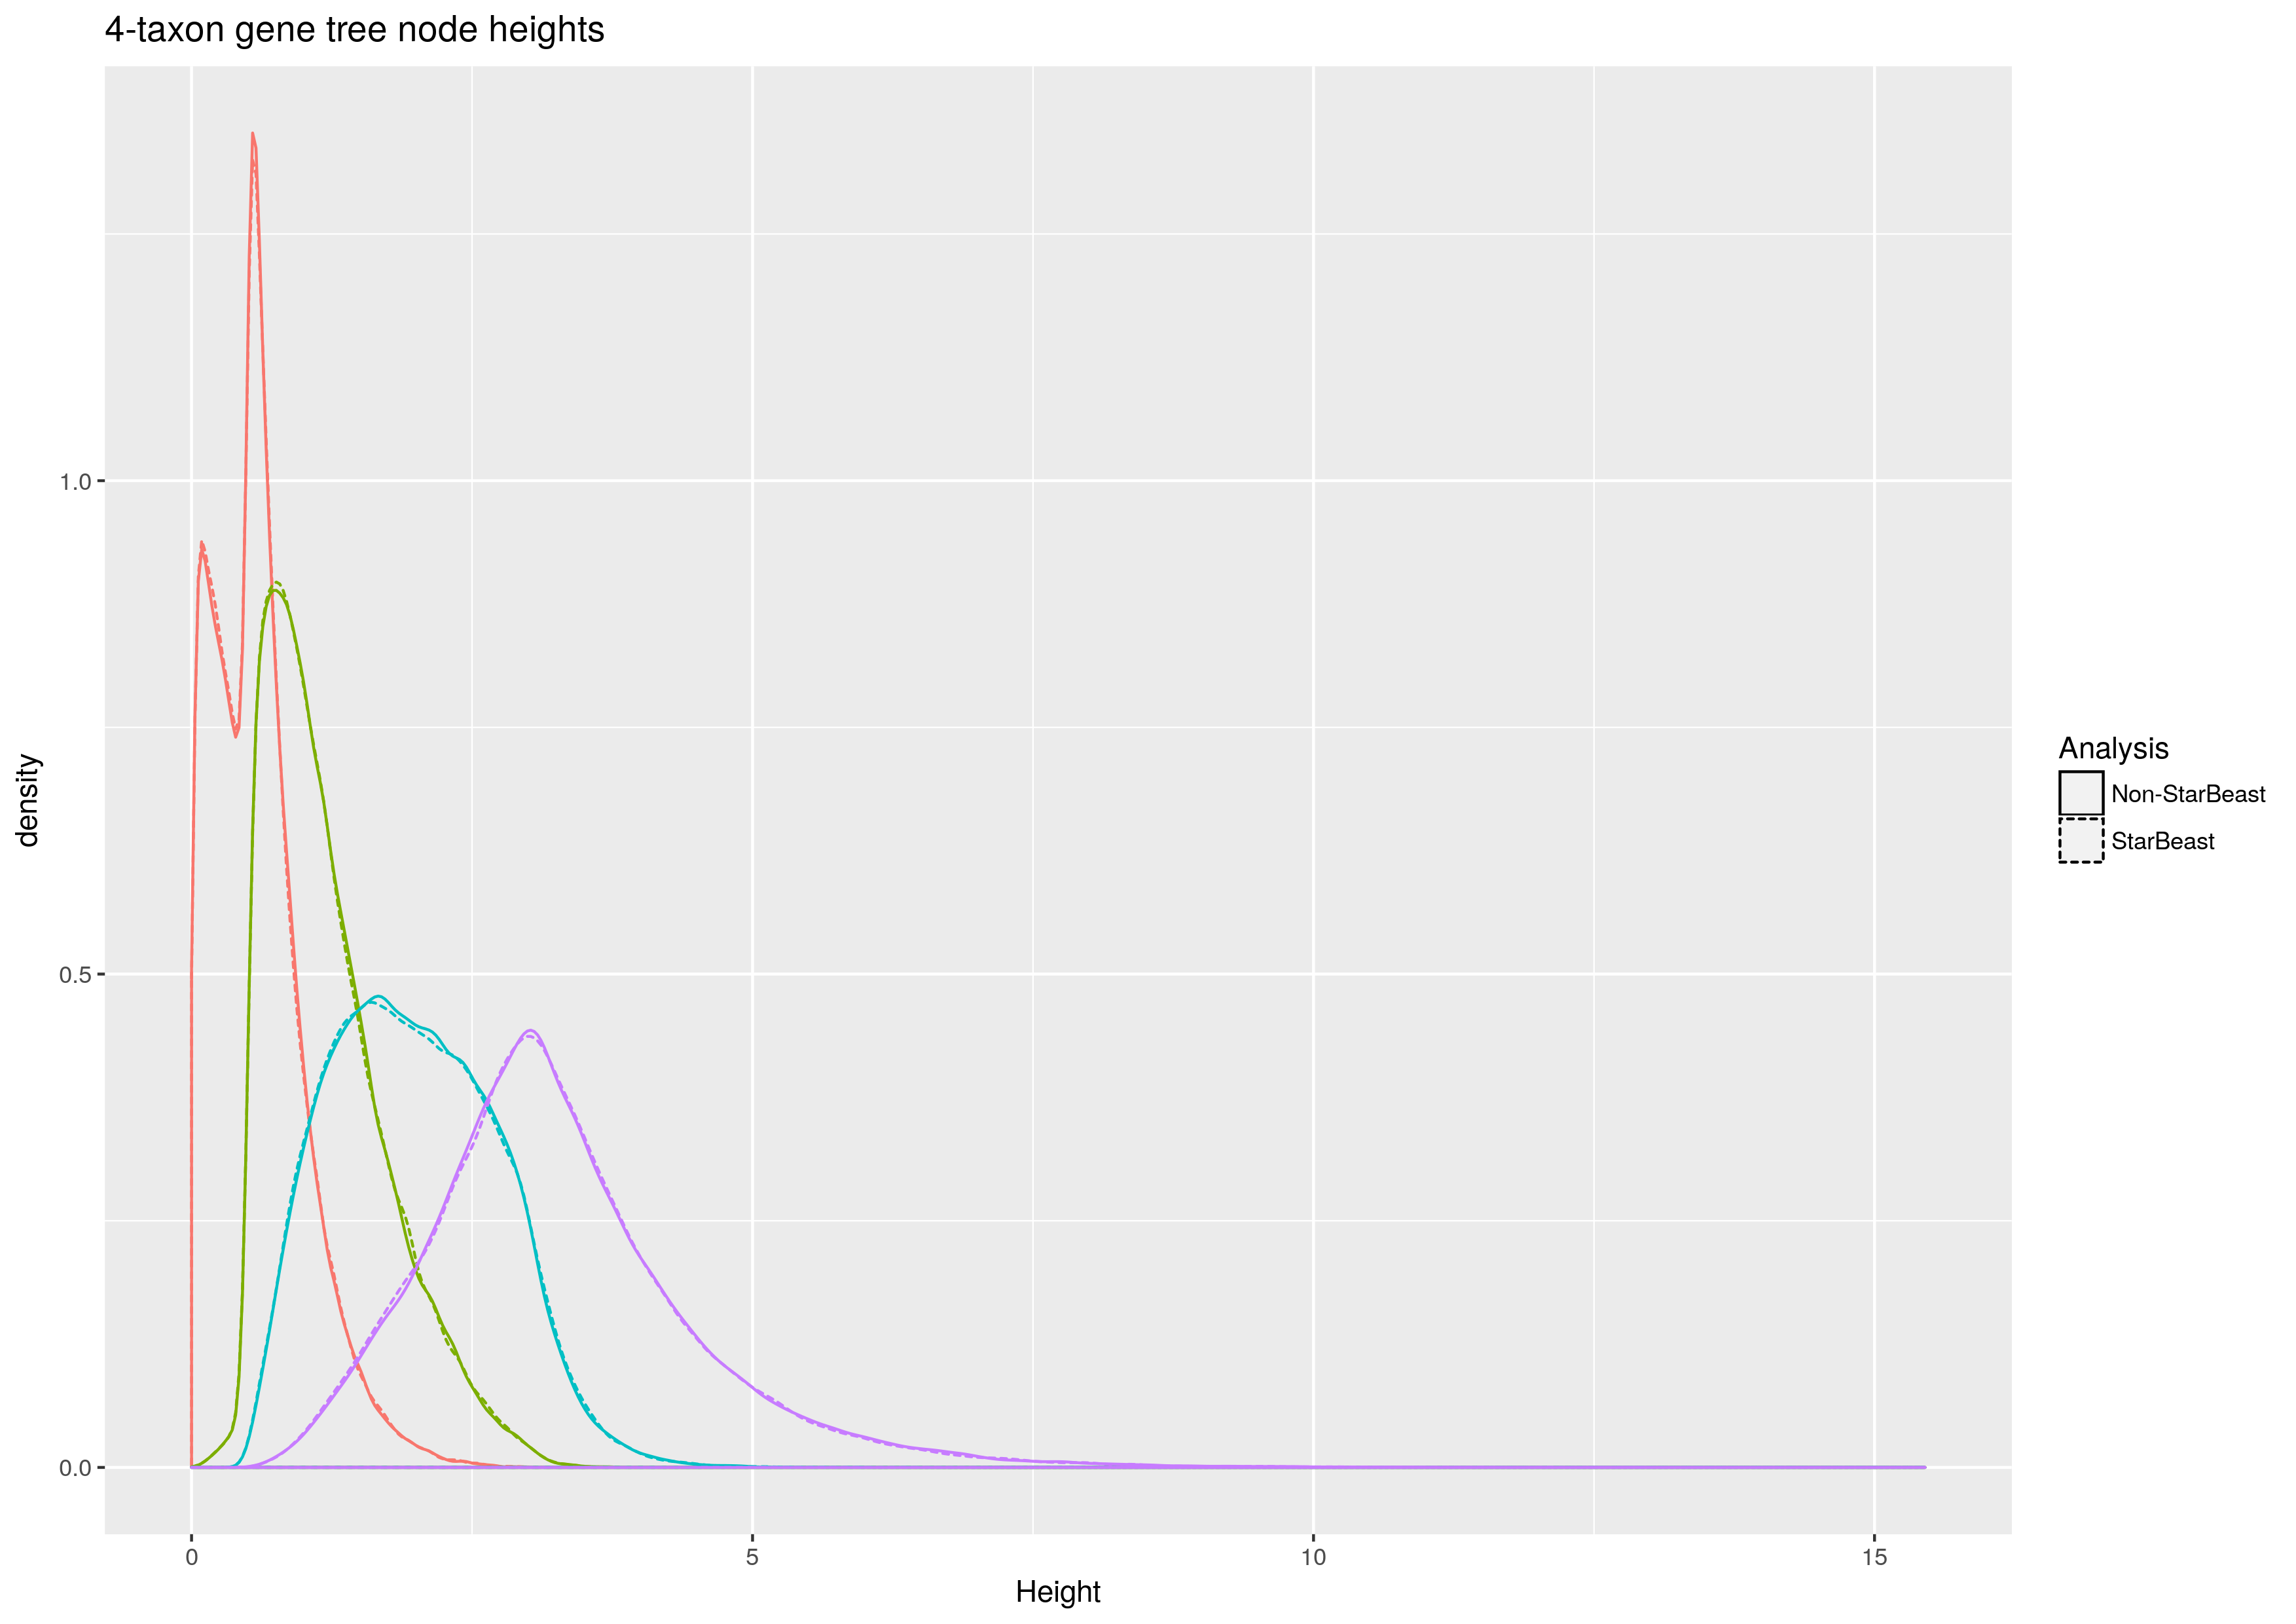 4-taxon gene tree node heights
density
1.0
0.5
0.0
0
5
10
15
Height
Analysis
Non-StarBeast
StarBeast